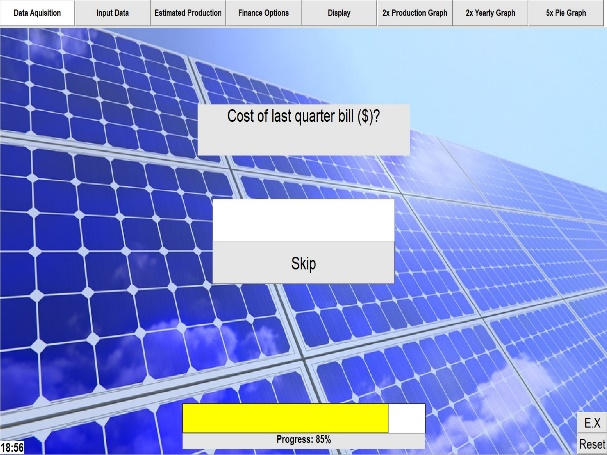 Data Aquisition
Input Data
Estimated Production
Finance Options
Display
2x Production Graph
2x Yearly Graph
5x Pie Graph
Cost of last quarter bill ($)?
Skip
E.X
Progress: 85%
Reset
18:56